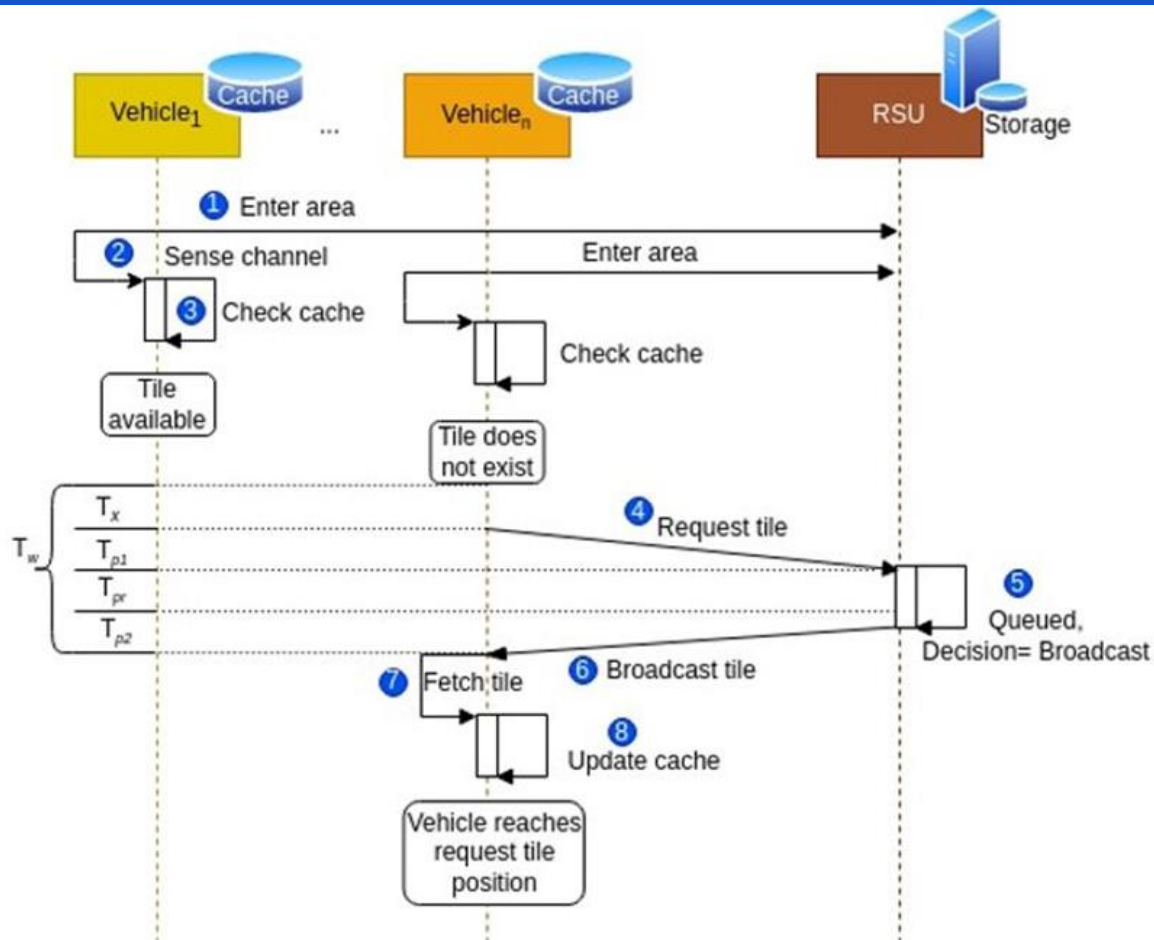 Cache
Cache
Vehicle1
...
Vehiclen
RSU
Storage
1 Enter area
2 Sense channel
Enter area
3 Check cache
Check cache
Tile
available
Tile does
not exist
Tx
4 Request tile
Tw
Tp1
Tpr
5
Queued,
Decision= Broadcast
Tp2
6 Broadcast tile
7 Fetch tile
8
Update cache
Vehicle reaches
request tile
position